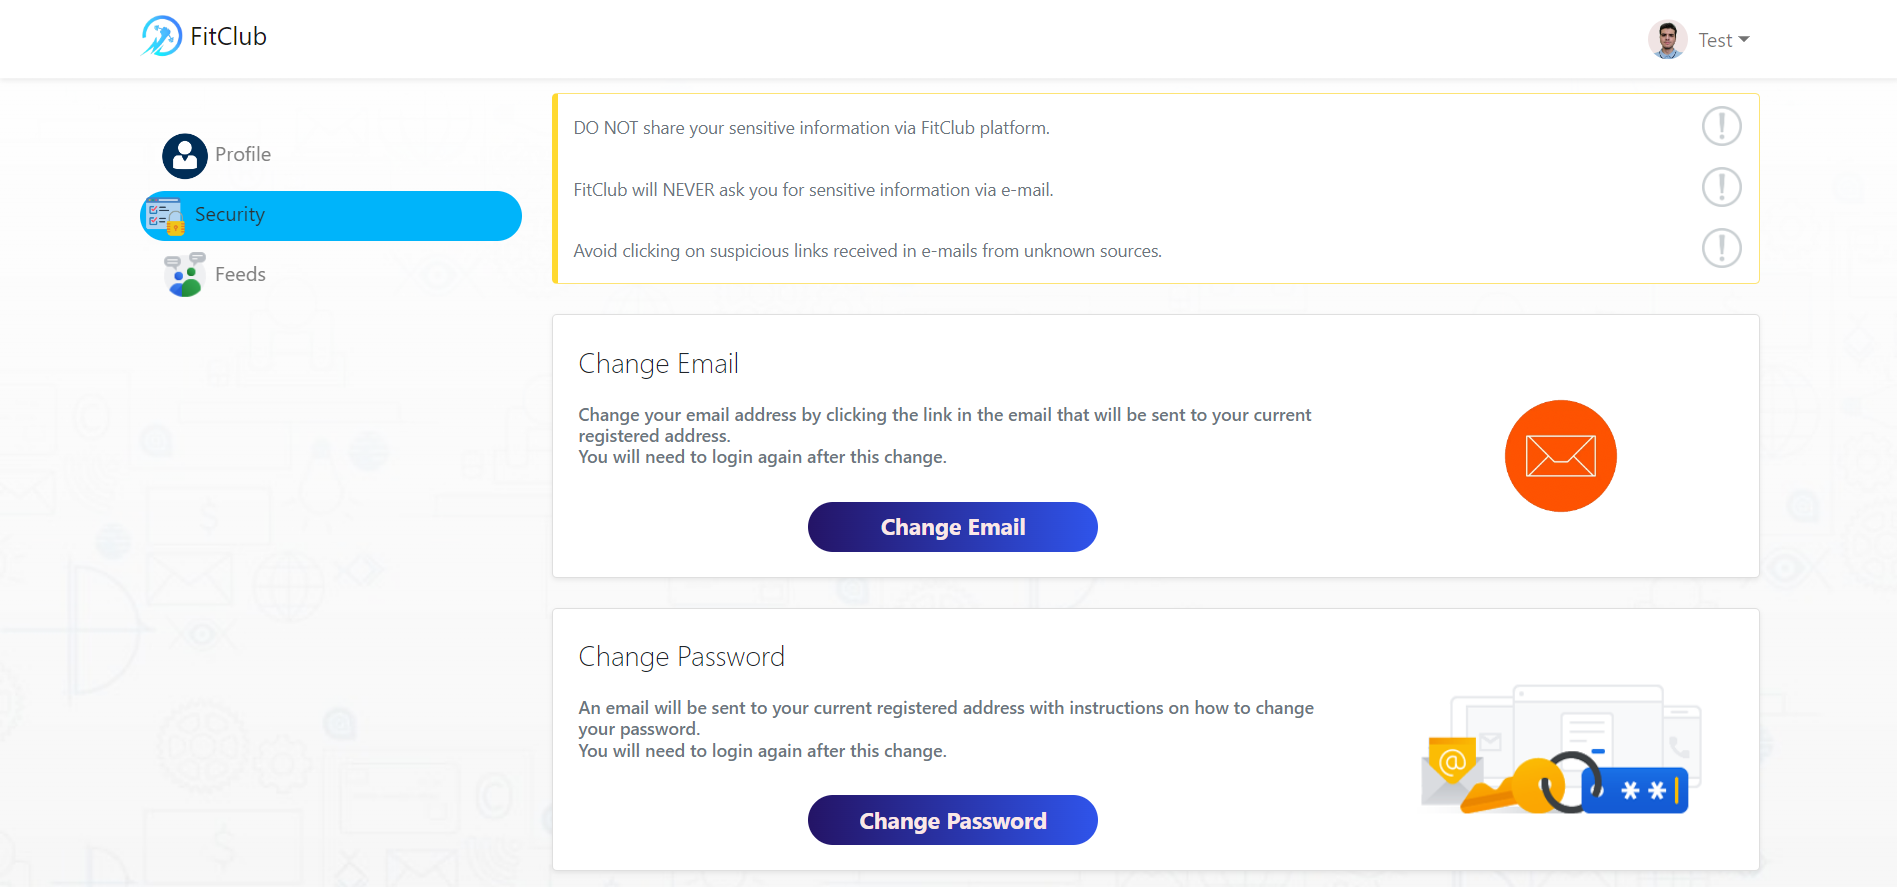 FitClub
Test
Profile
Security
Feeds
DO NOT share your sensitive information via FitClub platform.
FitClub will NEVER ask you for sensitive information via e-mail.
Avoid clicking on suspicious links received in e-mails from unknown sources.
Change Email
Change your email address by clicking the link in the email that will be sent to your current
registered address.
You will need to login again after this change.
Change Email
Change Password
An email will be sent to your current registered address with instructions on how to change
your password.
You will need to login again after this change.
@
**
Change Password